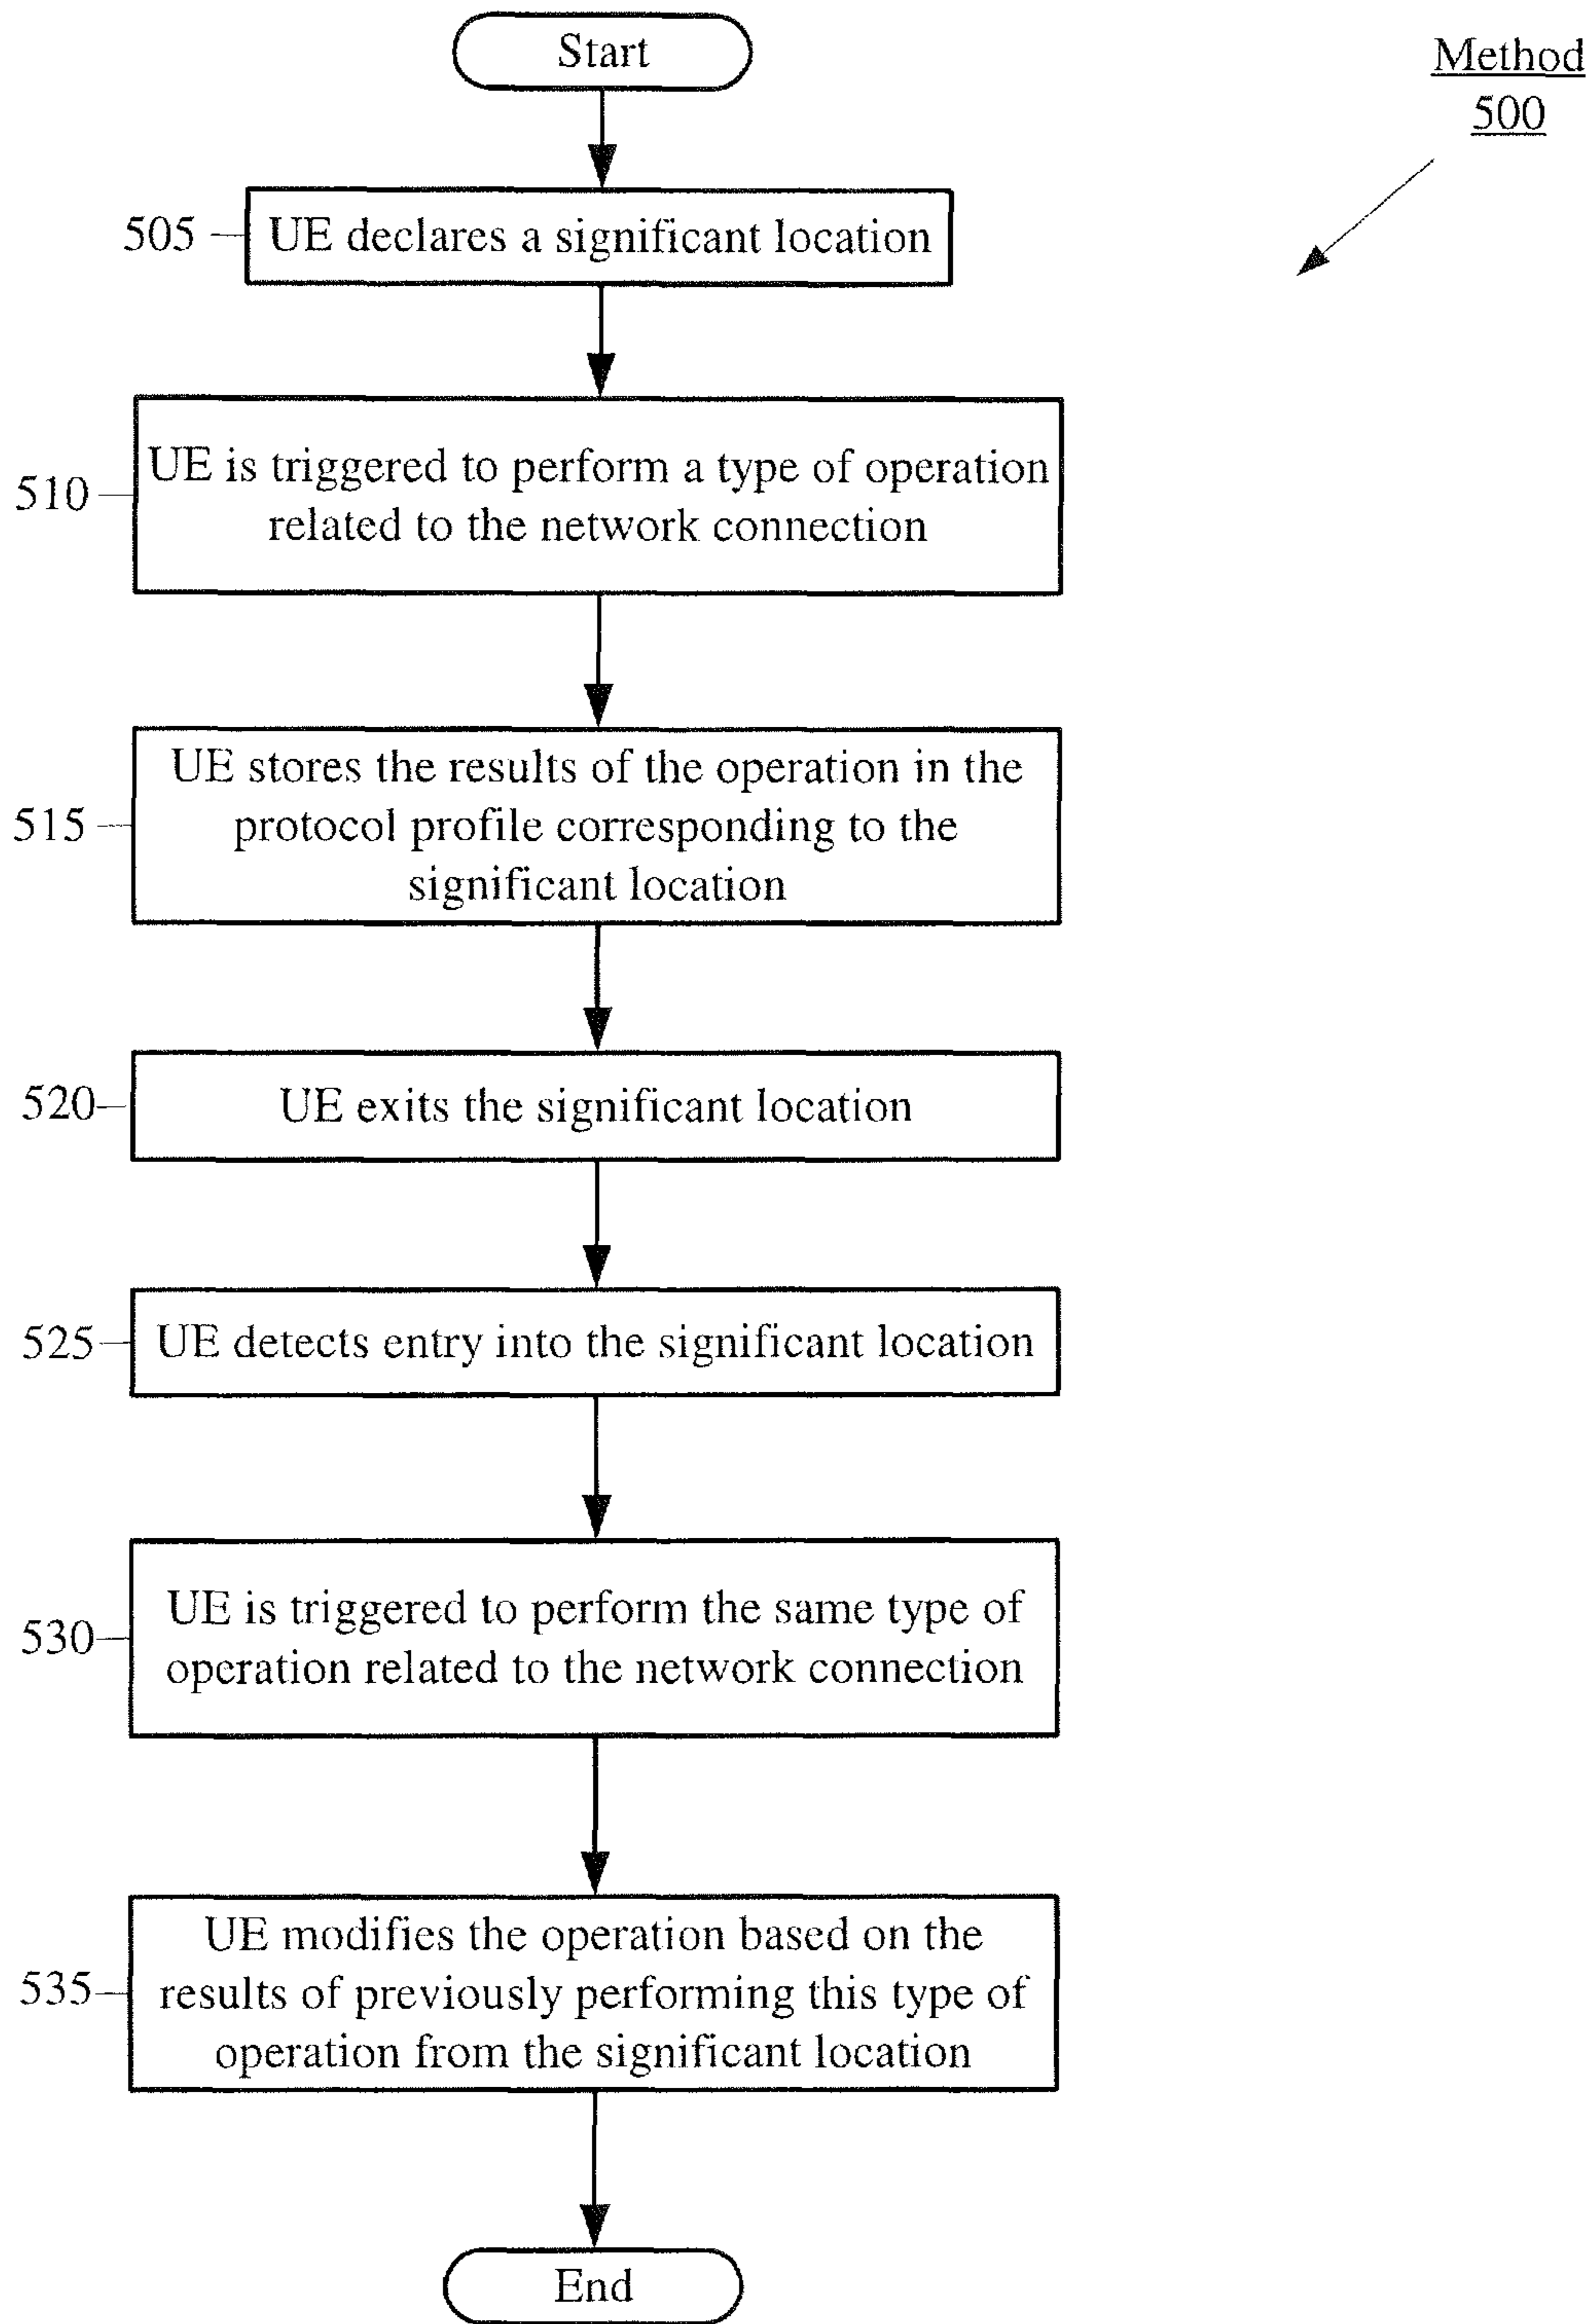 Start
Method
500
505
UE declares a significant location
510
UE is triggered to perform a type of operation
related to the network connection
515
UE stores the results of the operation in the
protocol profile corresponding to the
significant location
520
UE exits the significant location
525
UE detects entry into the significant location
530
UE is triggered to perform the same type of
operation related to the network connection
535
UE modifies the operation based on the
results of previously performing this type of
operation from the significant location
End